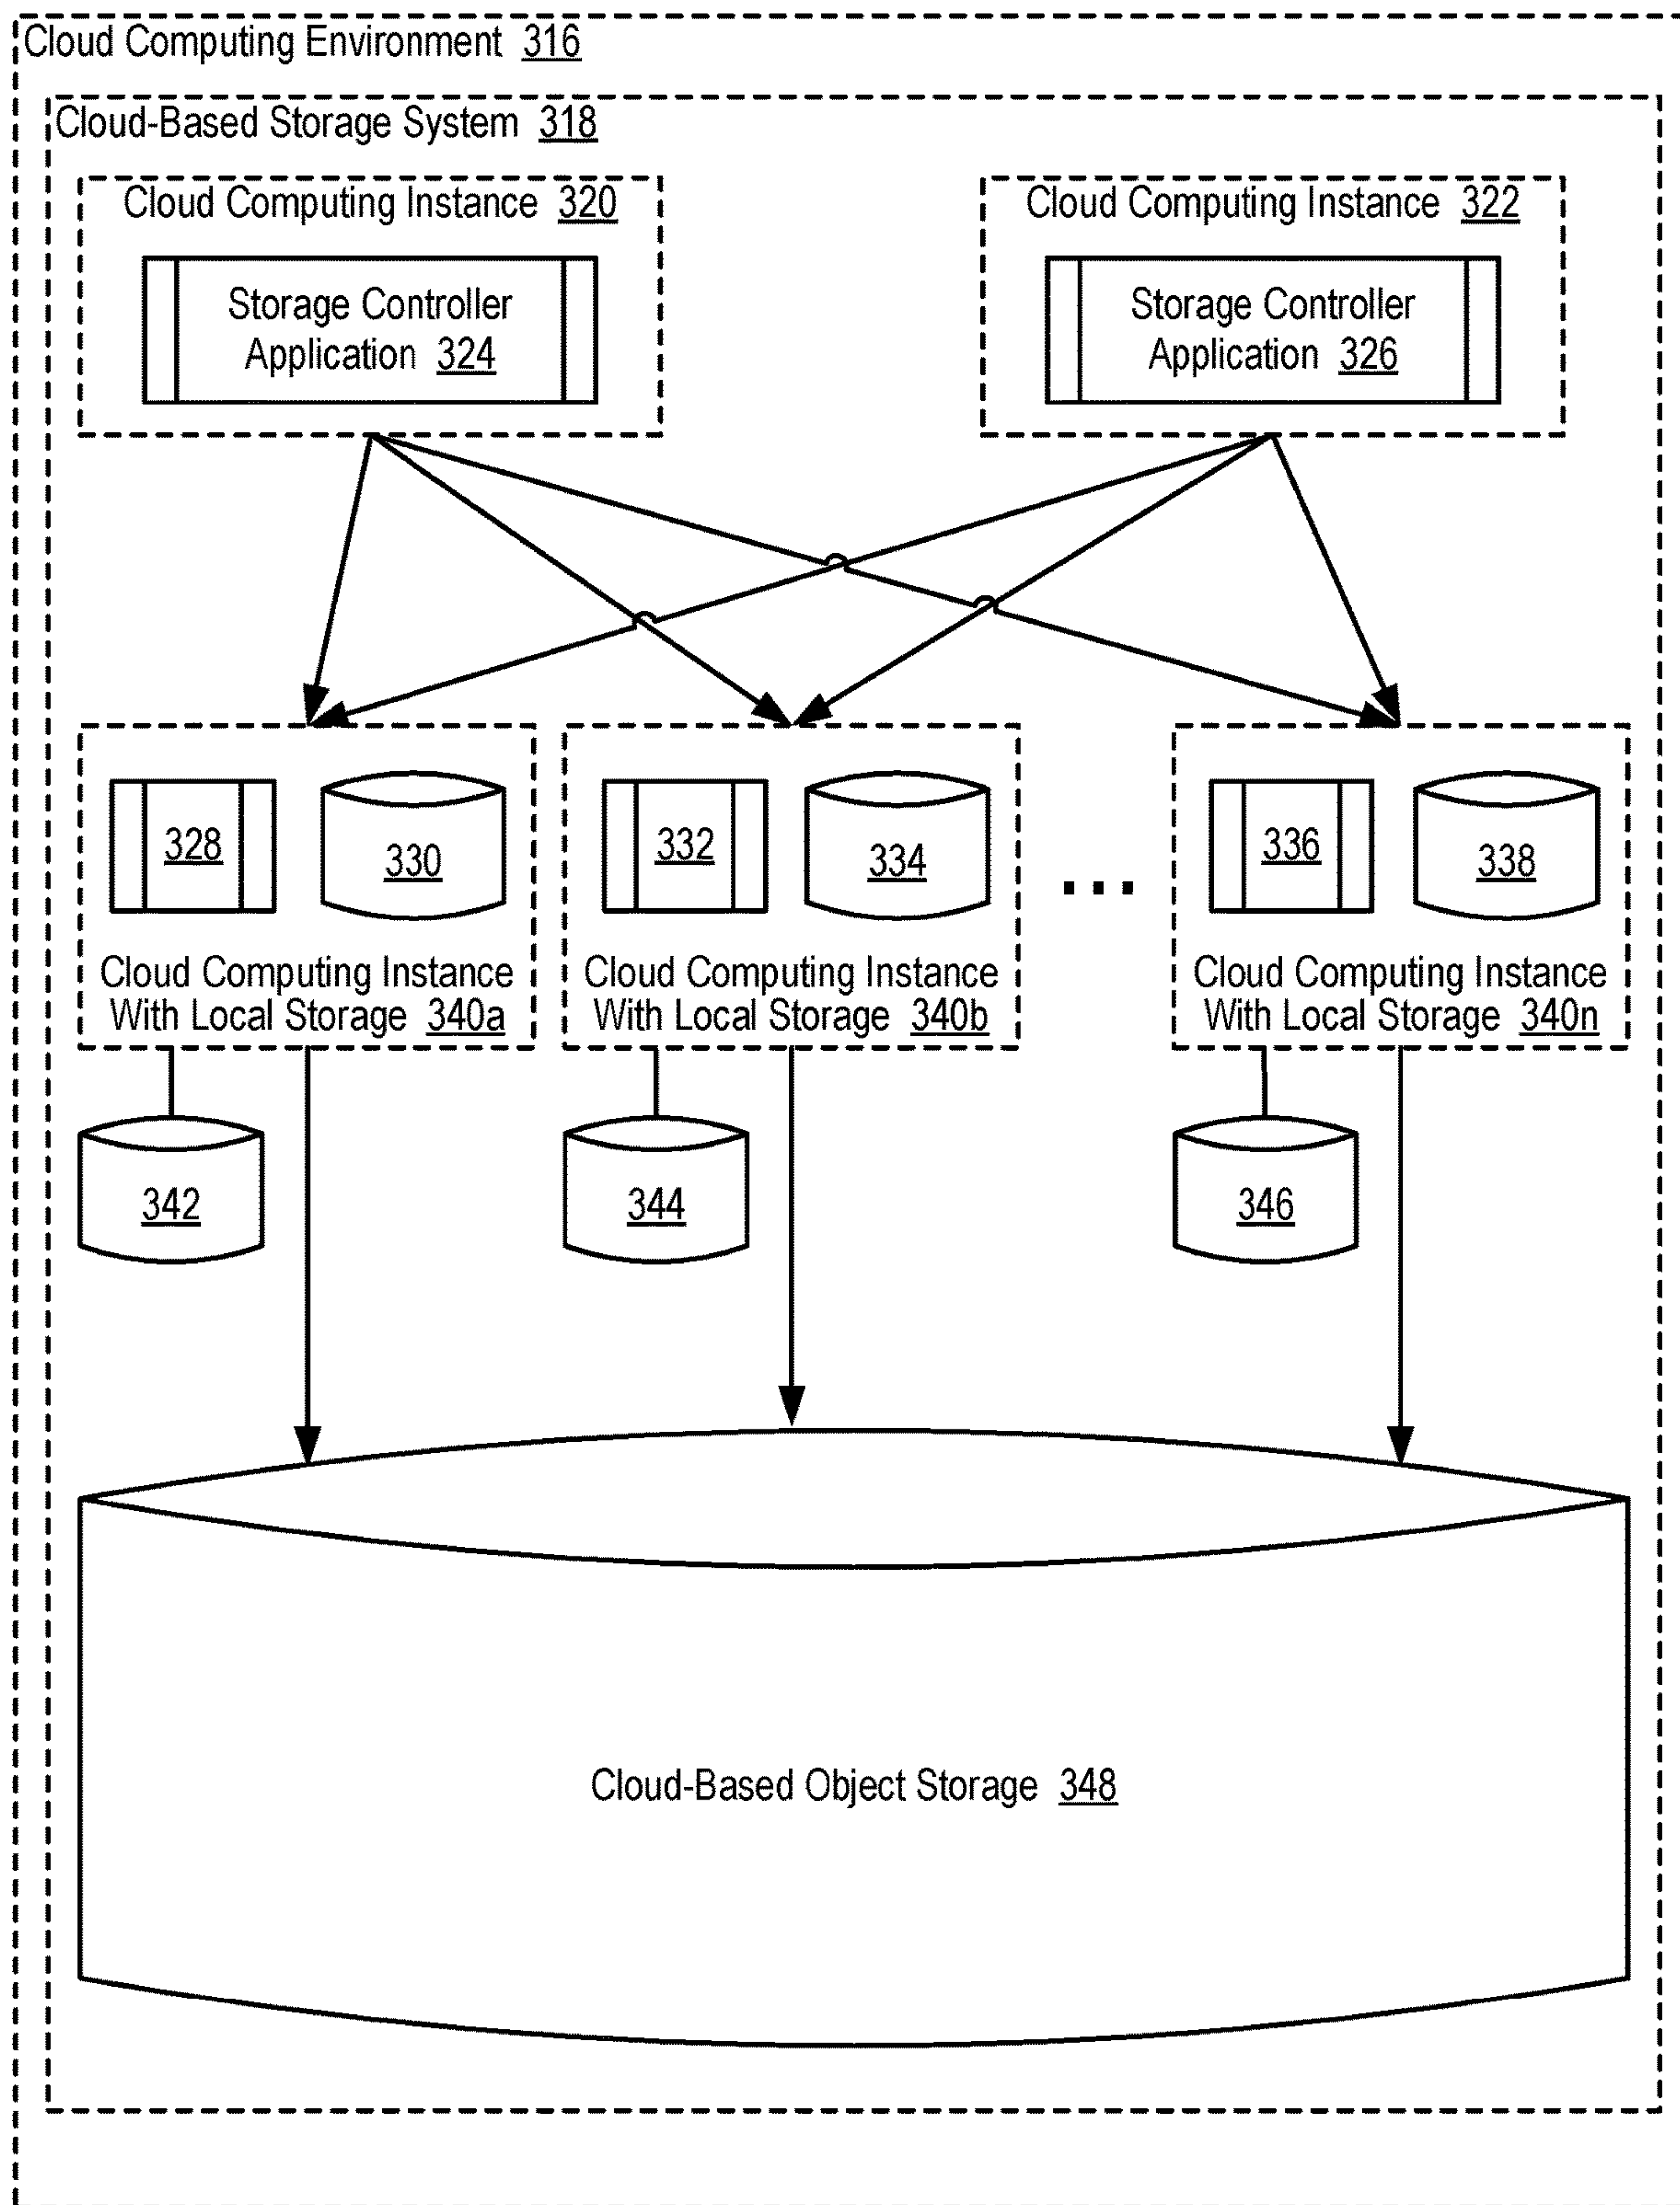 Cloud Computing Environment 316
Cloud-Based Storage System 318
Cloud Computing Instance 320
Storage Controller
Application 324
Cloud Computing Instance 322
Storage Controller
Application 326
328
330
Cloud Computing Instance
With Local Storage 340a
332
334
Cloud Computing Instance
With Local Storage 340b
...
336
338
Cloud Computing Instance
With Local Storage 340n
342
344
346
Cloud-Based Object Storage 348